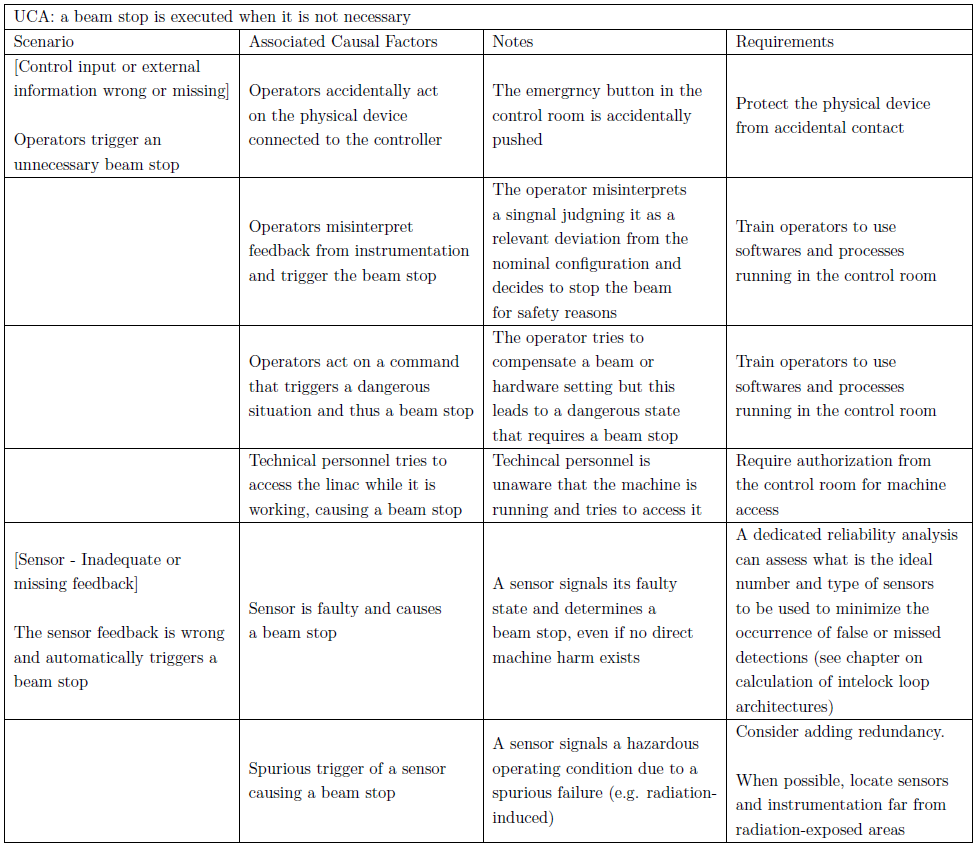 UCA: a beam stop is executed when it is not necessary
Scenario
Associated Causal Factors
Notes
Requirements
[Control input or external
information wrong or missing]
Operators trigger an
unnecessary beam stop
Operators accidentally act
on the physical device
connected to the controller
The emergrncy button in the
control room is accidentally
pushed
Protect the physical device
from accidental contact
Operators misinterpret
feedback from instrumentation
and trigger the beam stop
The operator misinterprets
a singnal judgning it as a
relevant deviation from the
nominal configuration and
decides to stop the beam
for safety reasons
Train operators to use
softwares and processes
running in the control room
Operators act on a command
that triggers a dangerous
situation and thus a beam stop
The operator tries to
compensate a beam or
hardware setting but this
leads to a dangerous state
that requires a beam stop
Train operators to use
softwares and processes
running in the control room
Technical personnel tries to
access the linac while it is
working, causing a beam stop
Techincal personnel is
unaware that the machine is
running and tries to access it
Require authorization from
the control room for machine
access
[Sensor - Inadequate or
missing feedback]
The sensor feedback is wrong
and automatically triggers a
beam stop
Sensor is faulty and causes
a beam stop
A sensor signals its faulty
state and determines a
beam stop, even if no direct
machine harm exists
A dedicated reliability analysis
can assess what is the ideal
number and type of sensors
to be used to minimize the
occurrence of false or missed
detections (see chapter on
calculation of intelock loop
architectures)
Spurious trigger of a sensor
causing a beam stop
A sensor signals a hazardous
operating condition due to a
spurious failure (e.g. radiation-
induced)
Consider adding redundancy.
When possible, locate sensors
and instrumentation far from
radiation-exposed areas